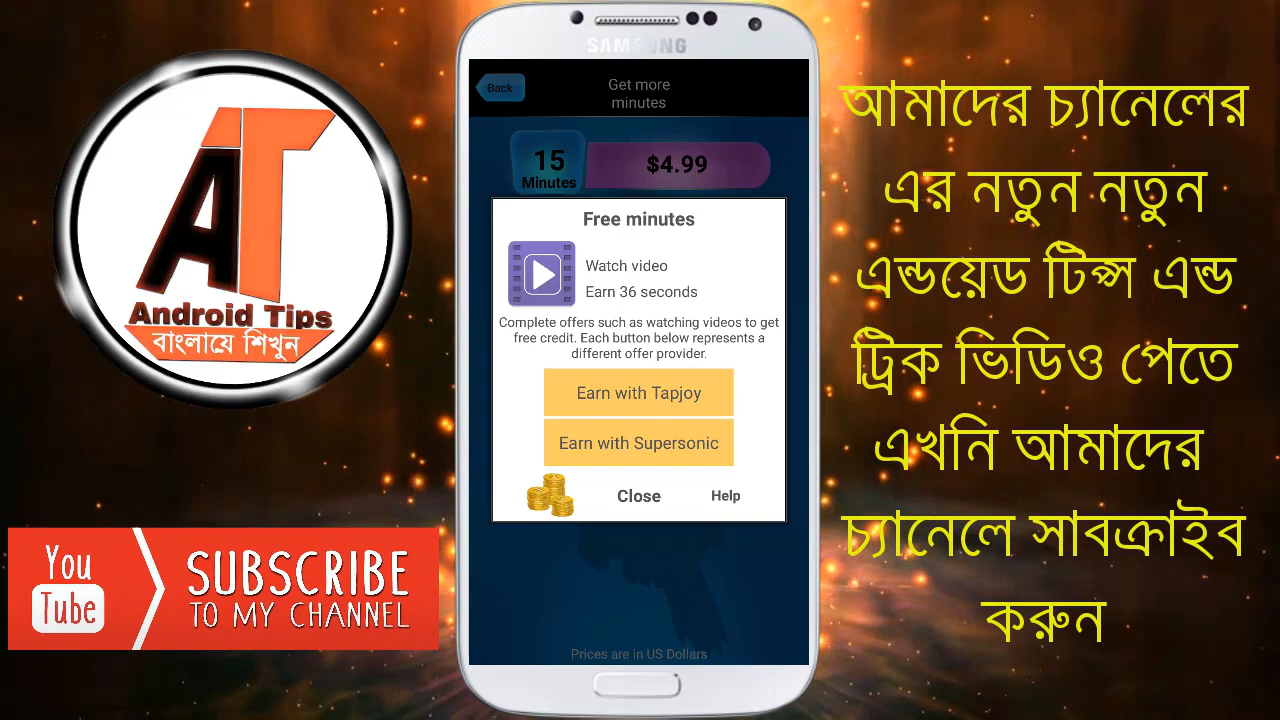 AT
Android Tips
বাংলায়ে শিখুন
You
Tube
SUBSCRIBE
TO MY CHANNEL
SAMSUNG
Back
Get more
minutes
15
Minutes
$4.99
Free minutes
Watch video
Earn 36 seconds
Complete offers such as watching videos to get
free credit. Each button below represents a
different offer provider.
Earn with Tapjoy
Earn with Supersonic
Close
Help
Prices are in US Dollars
আমাদের চ্যানেলের
এর নতুন নতুন
এন্ডয়েড টিপ্স এন্ড
ট্রিক ভিডিও পেতে
এখনি আমাদের
চ্যানেলে সাবক্রাইব
করুন